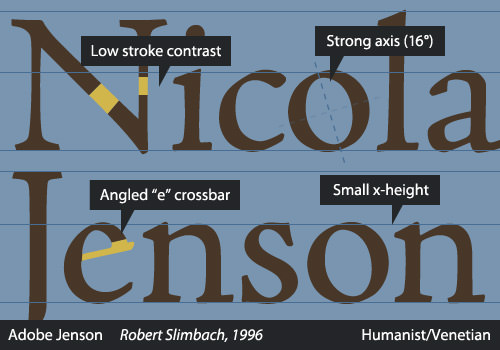 Nicola
Low stroke contrast
Strong axis (16°)
Jenson
Angled “e” crossbar
Small x-height
Adobe Jenson Robert Slimbach, 1996 Humanist/Venetian